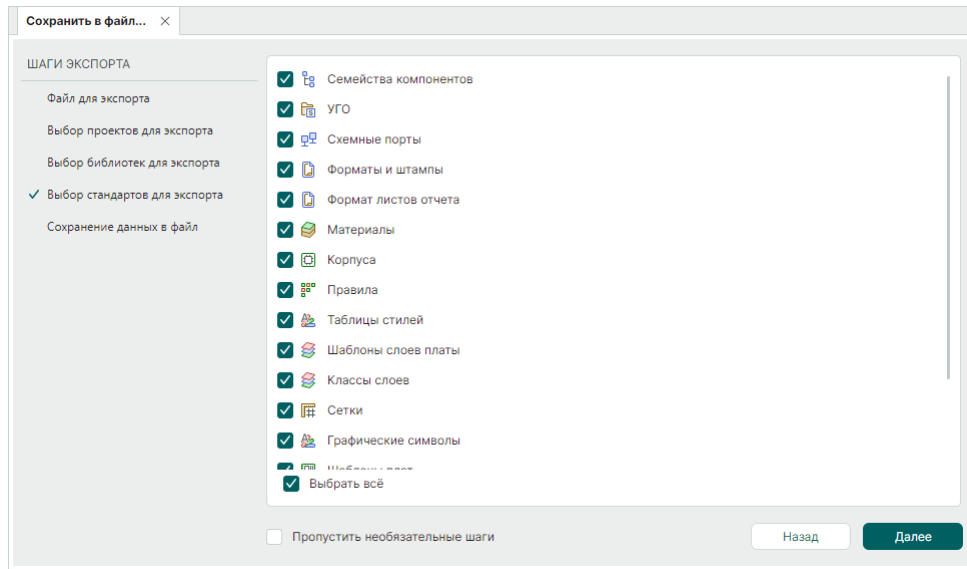 Сохранить в файл...
ШАГИ ЭКСПОРТА
Файл для экспорта
Выбор проектов для экспорта
Выбор библиотек для экспорта
Выбор стандартов для экспорта
Сохранение данных в файл
Семейства компонентов
УГО
Схемные порты
Форматы и штампы
Формат листов отчета
Материалы
Корпуса
Правила
Таблицы стилей
Шаблоны слоев платы
Классы слоев
Сетки
Графические символы
Выбрать всё
Пропустить необязательные шаги
Назад
Далее